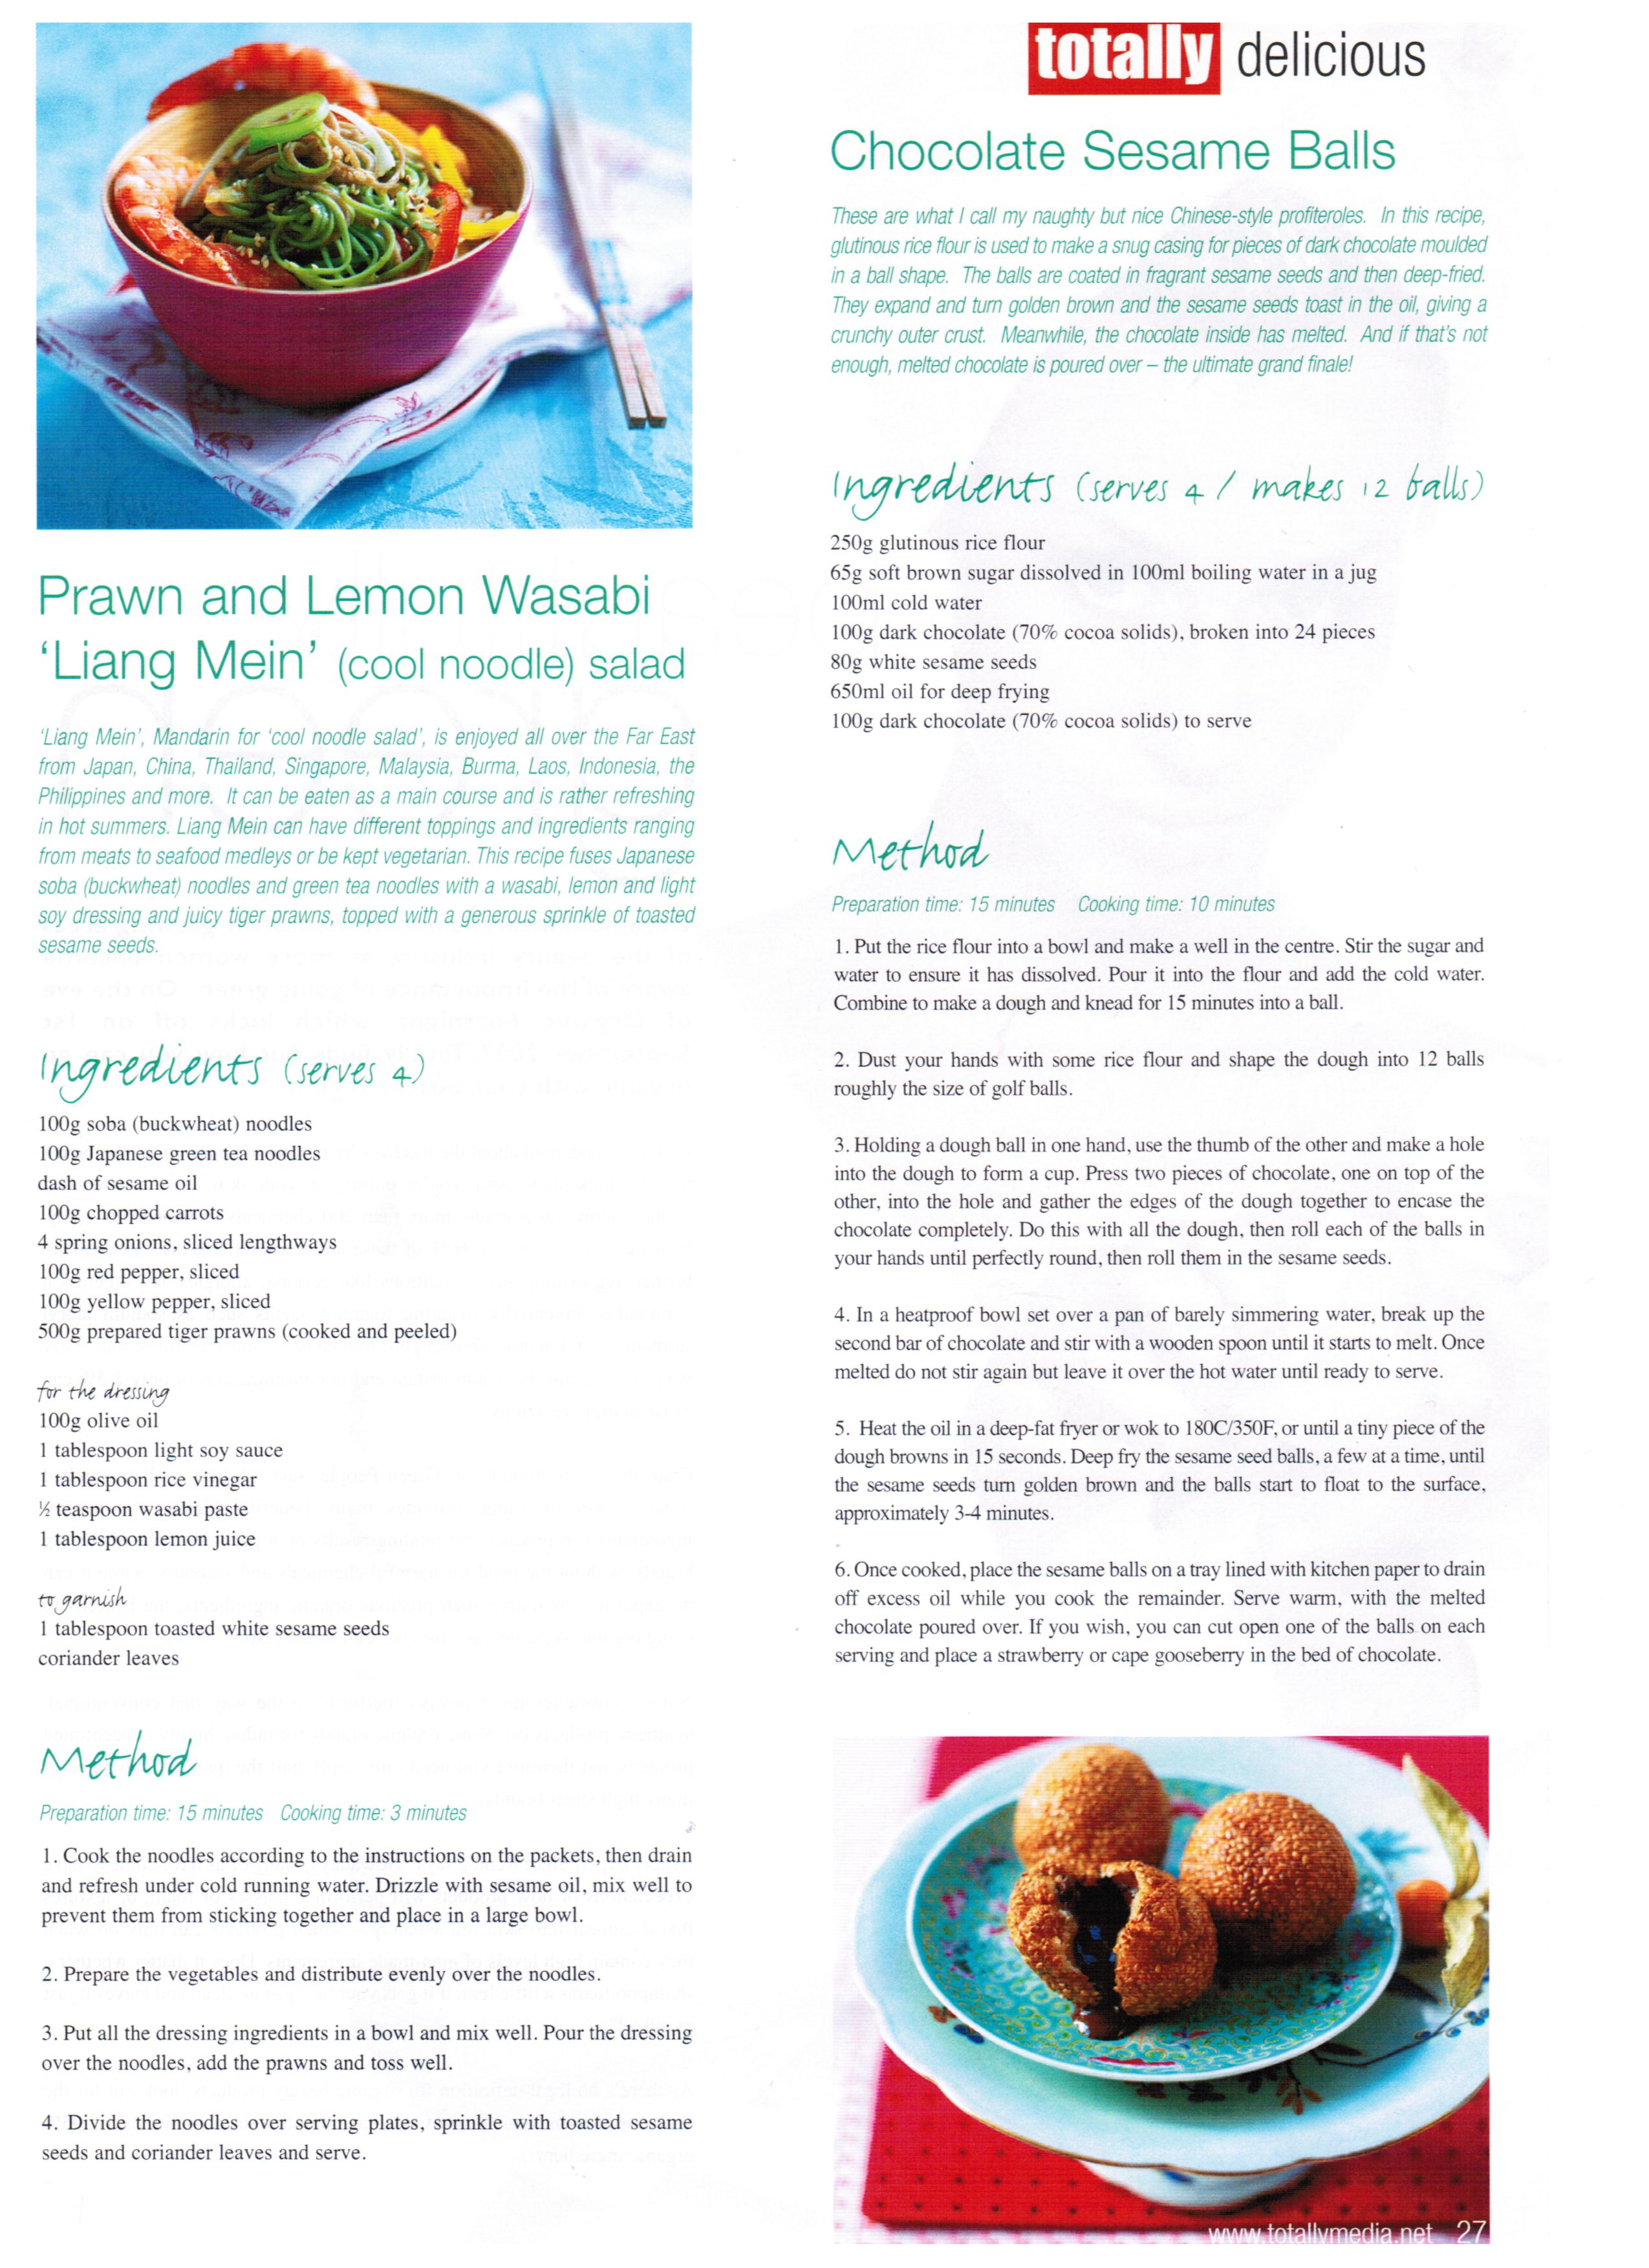 Prawn and Lemon Wasabi
'Liang Mein' (cool noodle) salad
'Liang Mein', Mandarin for 'cool noodle salad', is enjoyed all over the Far East
from Japan, China, Thailand, Singapore, Malaysia, Burma, Laos, Indonesia, the
Philippines and more. It can be eaten as a main course and is rather refreshing
in hot summers. Liang Mein can have different toppings and ingredients ranging
from meats to seafood medleys or be kept vegetarian. This recipe fuses Japanese
soba (buckwheat) noodles and green tea noodles with a wasabi, lemon and light
soy dressing and juicy tiger prawns, topped with a generous sprinkle of toasted
sesame seeds.
Ingredients (serves 4)
100g soba (buckwheat) noodles
100g Japanese green tea noodles
dash of sesame oil
100g chopped carrots
4 spring onions, sliced lengthways
100g red pepper, sliced
100g yellow pepper, sliced
500g prepared tiger prawns (cooked and peeled)
for the dressing
100g olive oil
1 tablespoon light soy sauce
1 tablespoon rice vinegar
½ teaspoon wasabi paste
1 tablespoon lemon juice
to garnish
1 tablespoon toasted white sesame seeds
coriander leaves
Method
Preparation time: 15 minutes Cooking time: 3 minutes
1. Cook the noodles according to the instructions on the packets, then drain
and refresh under cold running water. Drizzle with sesame oil, mix well to
prevent them from sticking together and place in a large bowl.
2. Prepare the vegetables and distribute evenly over the noodles.
3. Put all the dressing ingredients in a bowl and mix well. Pour the dressing
over the noodles, add the prawns and toss well.
4. Divide the noodles over serving plates, sprinkle with toasted sesame
seeds and coriander leaves and serve.
totally delicious
Chocolate Sesame Balls
These are what I call my naughty but nice Chinese-style profiteroles. In this recipe,
glutinous rice flour is used to make a snug casing for pieces of dark chocolate moulded
in a ball shape. The balls are coated in fragrant sesame seeds and then deep-fried.
They expand and turn golden brown and the sesame seeds toast in the oil, giving a
crunchy outer crust. Meanwhile, the chocolate inside has melted. And if that's not
enough, melted chocolate is poured over – the ultimate grand finale!
Ingredients (serves 4 / makes 12 balls)
250g glutinous rice flour
65g soft brown sugar dissolved in 100ml boiling water in a jug
100ml cold water
100g dark chocolate (70% cocoa solids), broken into 24 pieces
80g white sesame seeds
650ml oil for deep frying
100g dark chocolate (70% cocoa solids) to serve
Method
Preparation time: 15 minutes Cooking time: 10 minutes
1. Put the rice flour into a bowl and make a well in the centre. Stir the sugar and
water to ensure it has dissolved. Pour it into the flour and add the cold water.
Combine to make a dough and knead for 15 minutes into a ball.
2. Dust your hands with some rice flour and shape the dough into 12 balls
roughly the size of golf balls.
3. Holding a dough ball in one hand, use the thumb of the other and make a hole
into the dough to form a cup. Press two pieces of chocolate, one on top of the
other, into the hole and gather the edges of the dough together to encase the
chocolate completely. Do this with all the dough, then roll each of the balls in
your hands until perfectly round, then roll them in the sesame seeds.
4. In a heatproof bowl set over a pan of barely simmering water, break up the
second bar of chocolate and stir with a wooden spoon until it starts to melt. Once
melted do not stir again but leave it over the hot water until ready to serve.
5. Heat the oil in a deep-fat fryer or wok to 180C/350F, or until a tiny piece of the
dough browns in 15 seconds. Deep fry the sesame seed balls, a few at a time, until
the sesame seeds turn golden brown and the balls start to float to the surface,
approximately 3-4 minutes.
6. Once cooked, place the sesame balls on a tray lined with kitchen paper to drain
off excess oil while you cook the remainder. Serve warm, with the melted
chocolate poured over. If you wish, you can cut open one of the balls on each
serving and place a strawberry or cape gooseberry in the bed of chocolate.
www.totallymedia.net 27